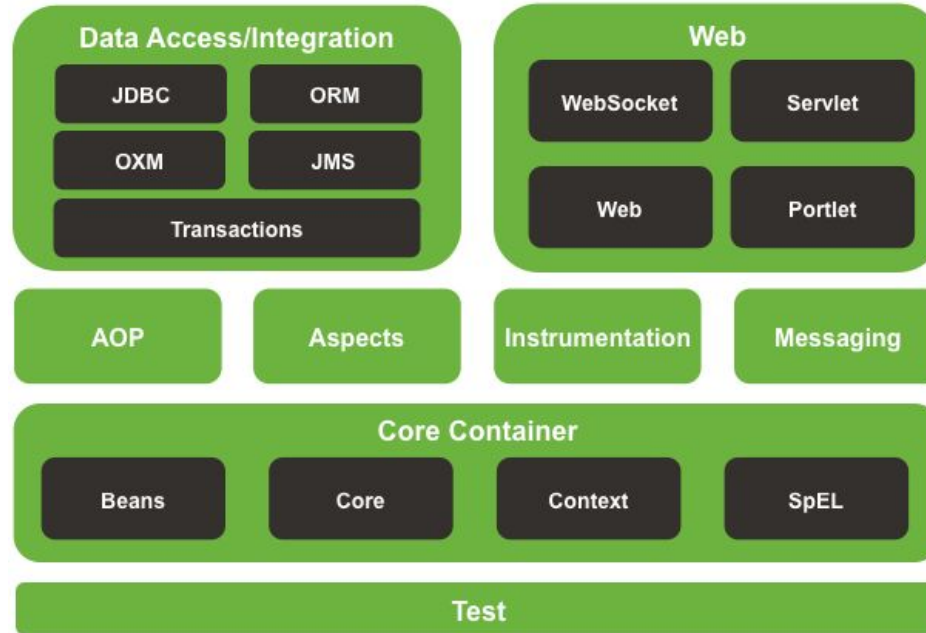 Data Access/Integration
JDBC
ORM
OXM
JMS
Transactions
Web
WebSocket
Servlet
Web
Portlet
AOP
Aspects
Instrumentation
Messaging
Core Container
Beans
Core
Context
SpEL
Test